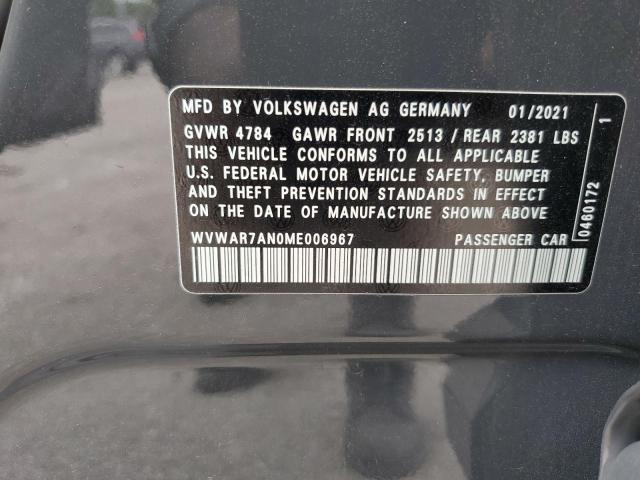 MFD BY VOLKSWAGEN AG GERMANY 01/2021
GVWR 4784 GAWR FRONT 2513 / REAR 2381 LBS
THIS VEHICLE CONFORMS TO ALL APPLICABLE
U.S. FEDERAL MOTOR VEHICLE SAFETY, BUMPER
AND THEFT PREVENTION STANDARDS IN EFFECT
ON THE DATE OF MANUFACTURE SHOWN ABOVE
WVWAR7AN0ME006967 PASSENGER CAR
0460172 1